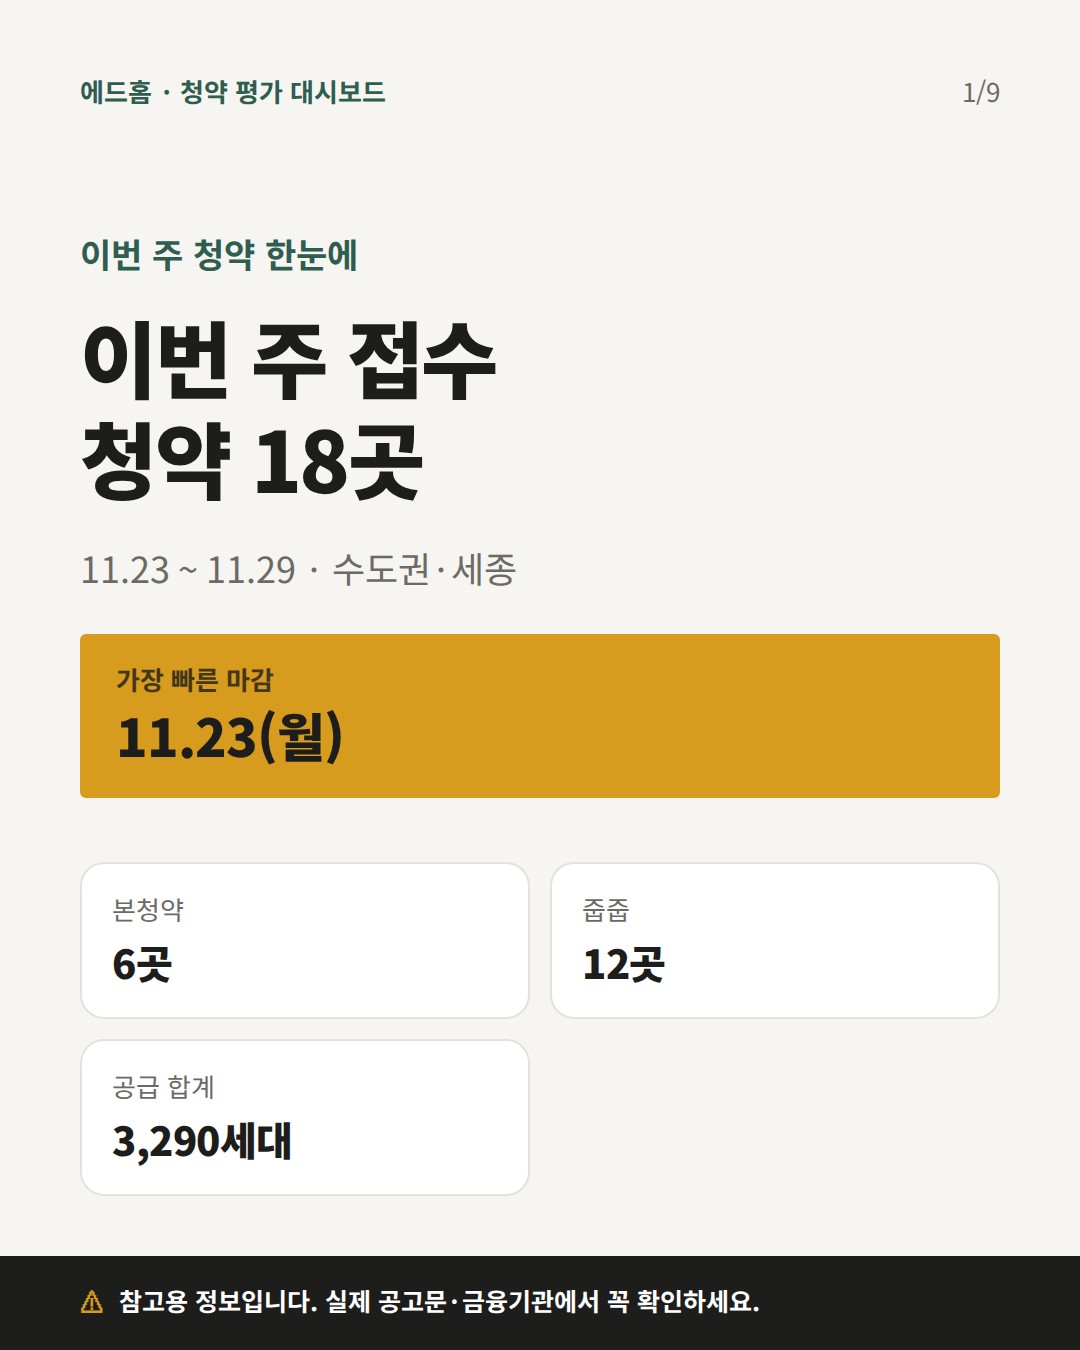 에드홈 · 청약 평가 대시보드
1/9
이번 주 청약 한눈에
이번 주 접수
청약 18곳
11.23 ~ 11.29 · 수도권·세종
가장 빠른 마감
11.23(월)
본청약
6곳
줍줍
12곳
공급 합계
3,290세대
⚠ 참고용 정보입니다. 실제 공고문·금융기관에서 꼭 확인하세요.